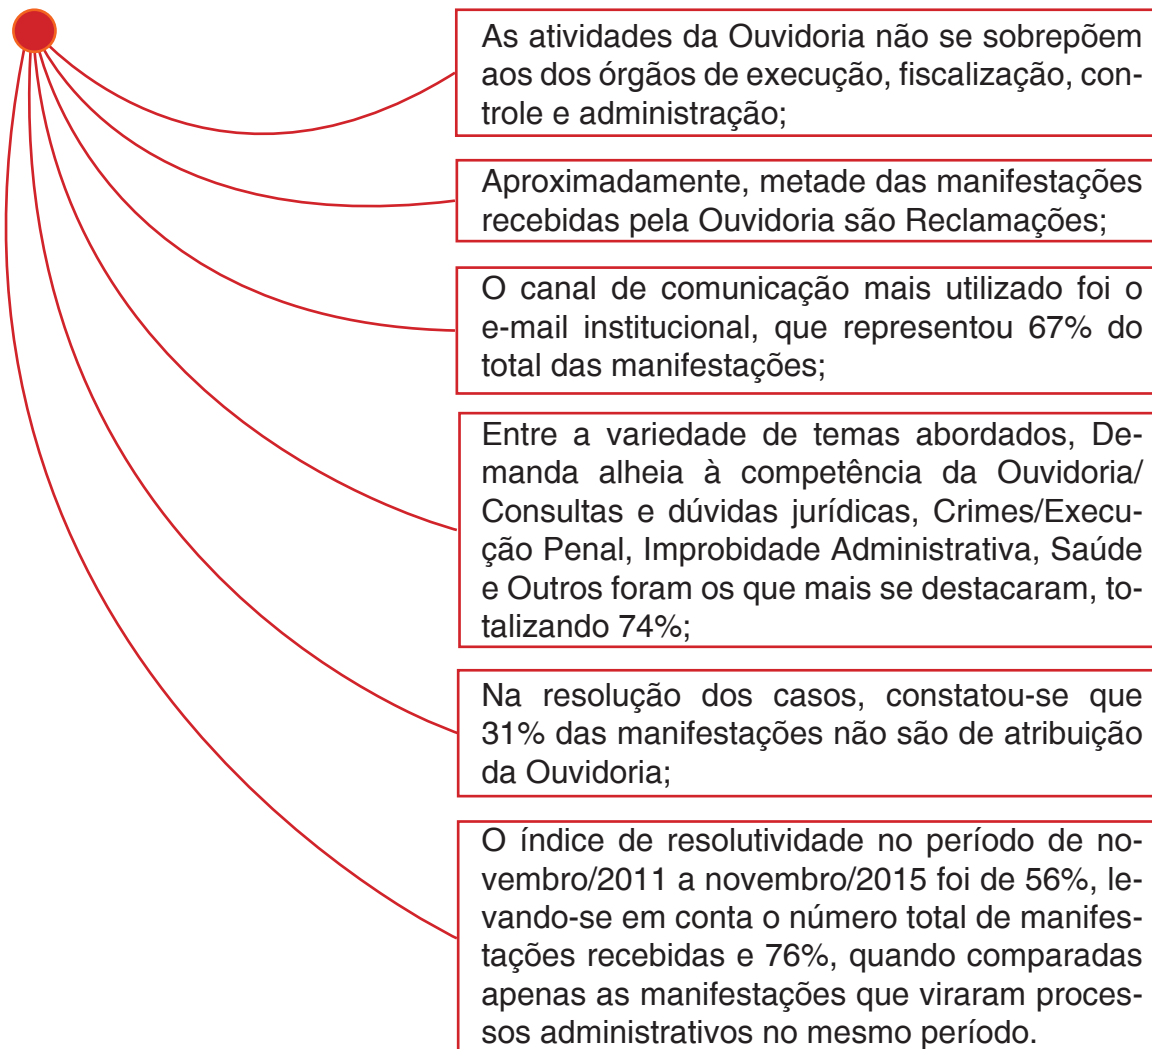 As atividades da Ouvidoria não se sobrepõem
aos dos órgãos de execução, fiscalização, con-
trole e administração;
Aproximadamente, metade das manifestações
recebidas pela Ouvidoria são Reclamações;
O canal de comunicação mais utilizado foi o
e-mail institucional, que representou 67% do
total das manifestações;
Entre a variedade de temas abordados, De-
manda alheia à competência da Ouvidoria/
Consultas e dúvidas jurídicas, Crimes/Execu-
ção Penal, Improbidade Administrativa, Saúde
e Outros foram os que mais se destacaram, to-
talizando 74%;
Na resolução dos casos, constatou-se que
31% das manifestações não são de atribuição
da Ouvidoria;
O índice de resolutividade no período de no-
vembro/2011 a novembro/2015 foi de 56%, le-
vando-se em conta o número total de manifes-
tações recebidas e 76%, quando comparadas
apenas as manifestações que viraram proces-
sos administrativos no mesmo período.